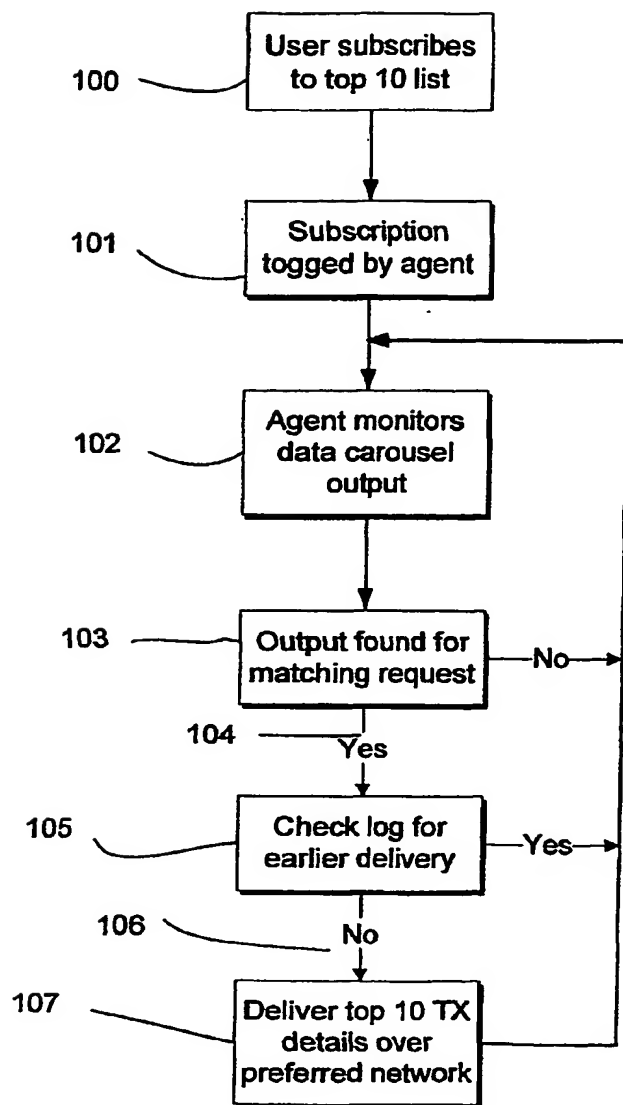 User subscribes
to top 10 list
100
Subscription
togged by agent
101
Agent monitors
data carousel
output
102
103
Output found for
matching request
No
104
Yes
105
Check log for
earlier delivery
Yes
106
No
107
Deliver top 10 TX
details over
preferred network